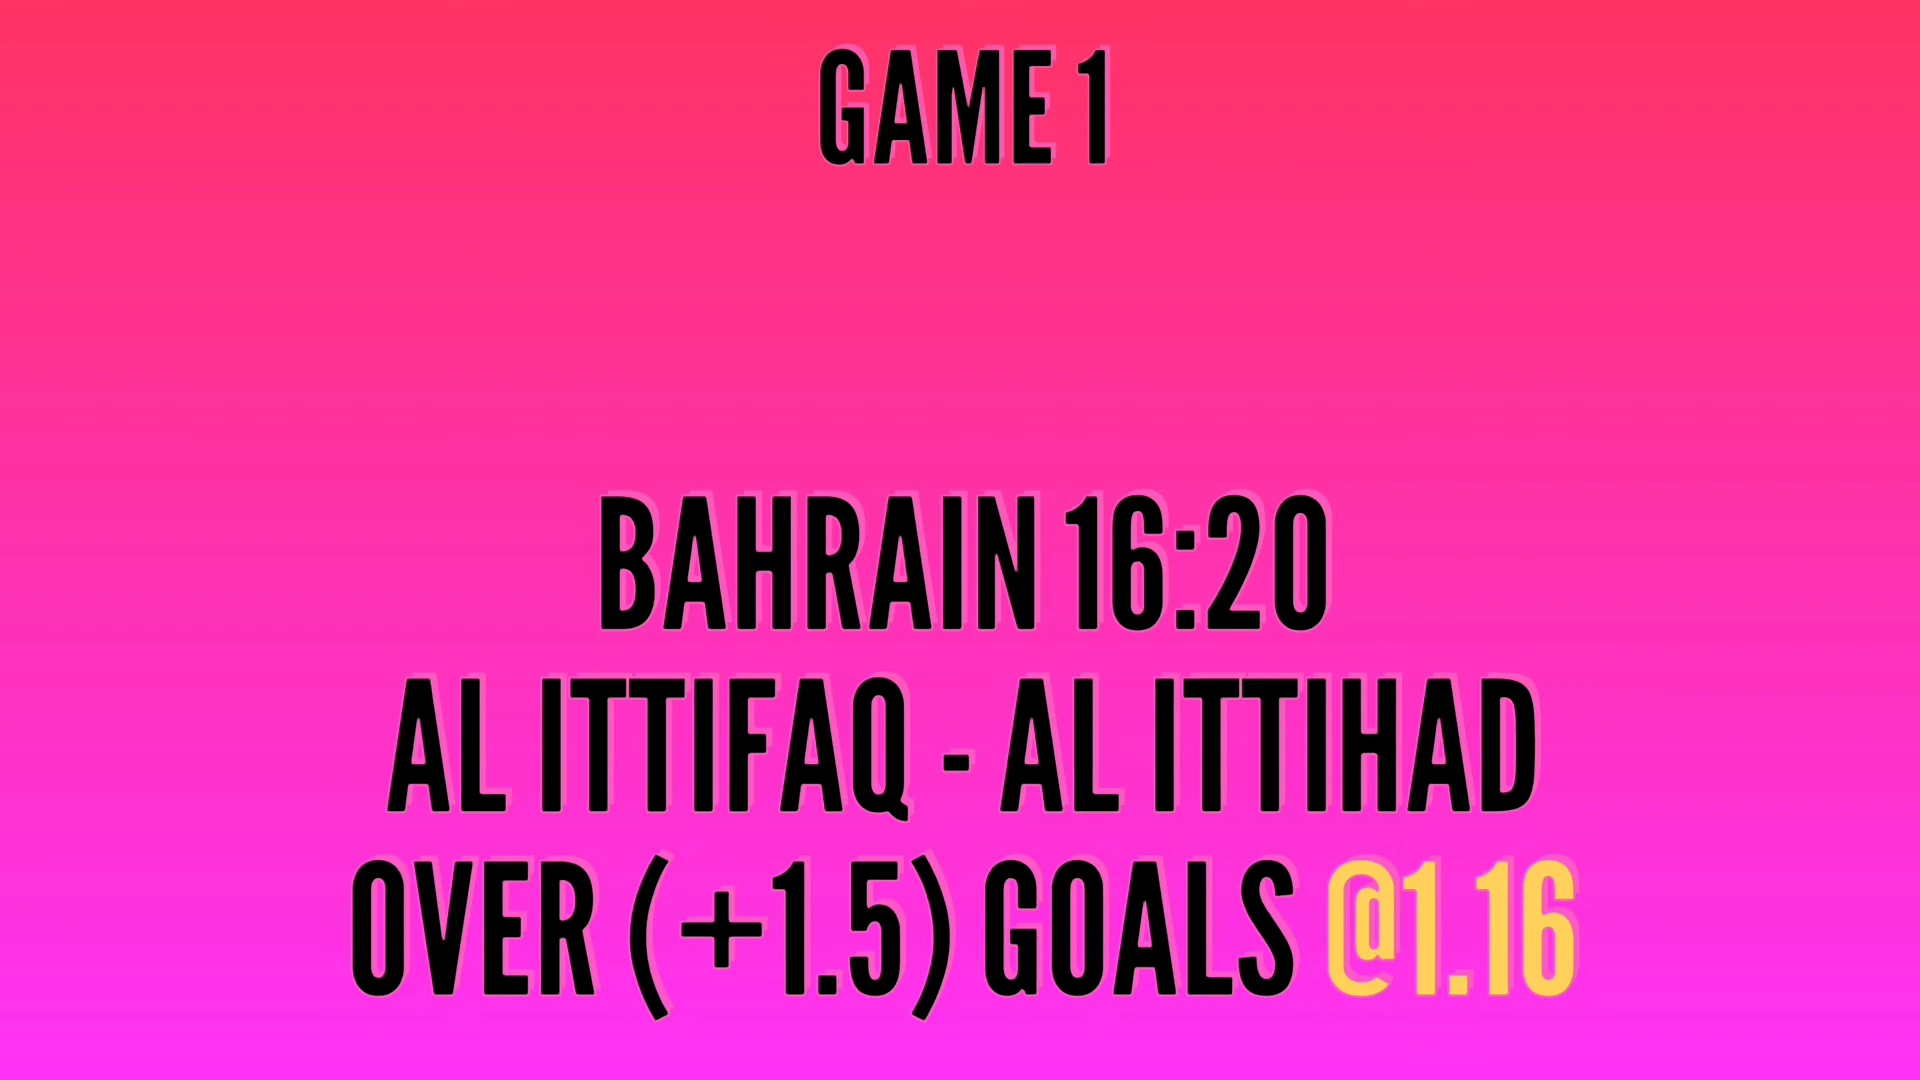 GAME 1
BAHRAIN 16:20
AL ITTIFAQ - AL ITTIHAD
OVER (+1.5) GOALS @1.16